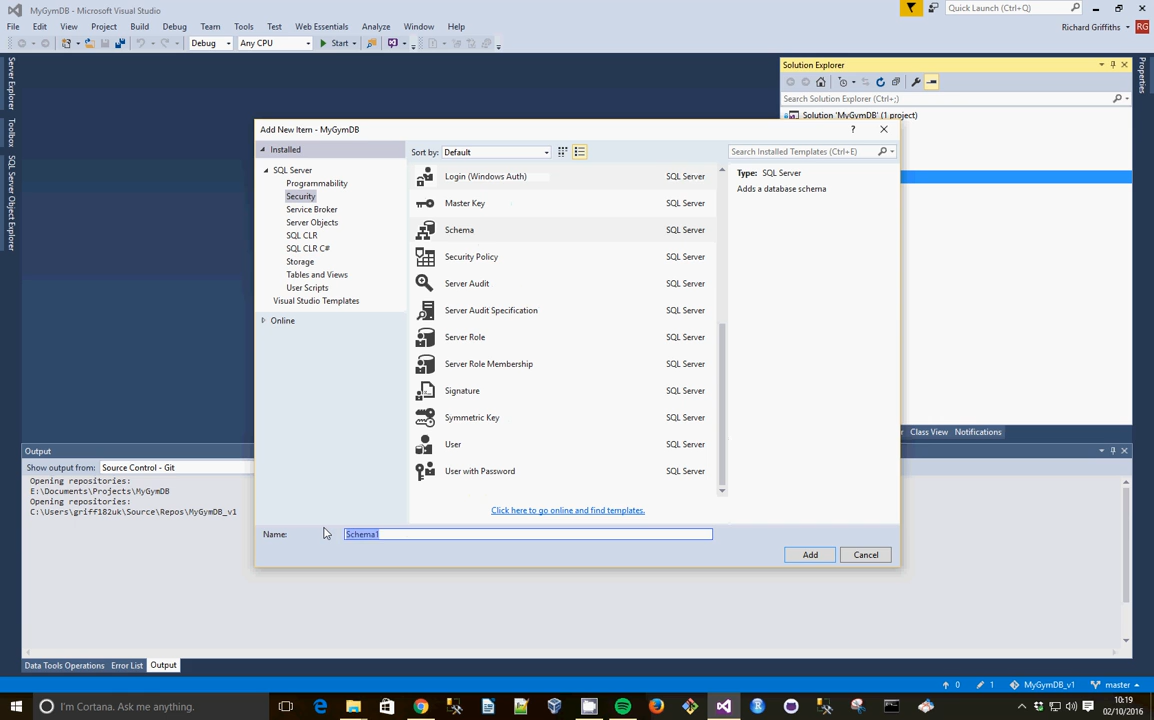 MyGymDB - Microsoft Visual Studio
Quick Launch (Ctrl+;)
File Edit View Project Build Debug Team Tools Test Web Essentials Analyze Window Help
Richard Griffiths RG
Debug Any CPU Start
Server Explorer
Toolbox
SQL Server Object Explorer
Solution Explorer
Search Solution Explorer (Ctrl+;)
Solution 'MyGymDB' (1 project)
Properties
Add New Item - MyGymDB
?
Installed
Sort by: Default
Search Installed Templates (Ctrl+E)
SQL Server
Programmability
Security
Service Broker
Server Objects
SQL CLR
SQL CLR C#
Storage
Tables and Views
User Scripts
Visual Studio Templates
Online
Login (Windows Auth) SQL Server
Master Key SQL Server
Schema SQL Server
Security Policy SQL Server
Server Audit SQL Server
Server Audit Specification SQL Server
Server Role SQL Server
Server Role Membership SQL Server
Signature SQL Server
Symmetric Key SQL Server
User SQL Server
User with Password SQL Server
Type: SQL Server
Adds a database schema
Click here to go online and find templates.
Name: Schema1
Add Cancel
Class View Notifications
Output
Show output from: Source Control - Git
Opening repositories:
E:\Documents\Projects\MyGymDB
Opening repositories:
C:\Users\griff182uk\Source\Repos\MyGymDB_v1
Data Tools Operations Error List Output
0 1 MyGymDB_v1 master
I'm Cortana. Ask me anything.
10:19
02/10/2016